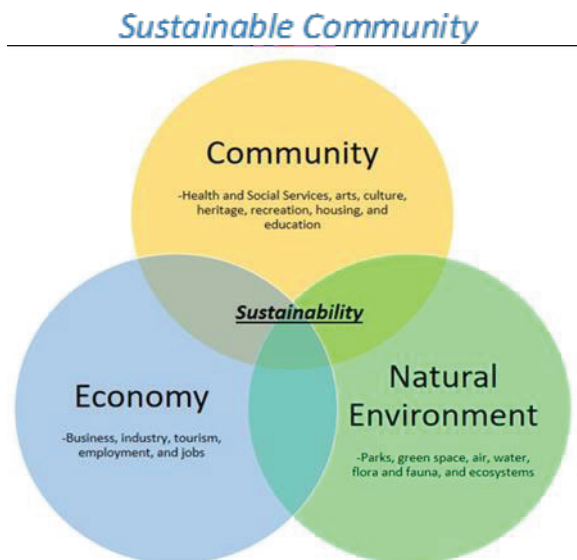 Sustainable Community
Community
-Health and Social Services, arts, culture,
heritage, recreation, housing, and
education
Sustainability
Economy
-Business, industry, tourism,
employment, and jobs
Natural
Environment
-Parks, green space, air, water,
flora and fauna, and ecosystems